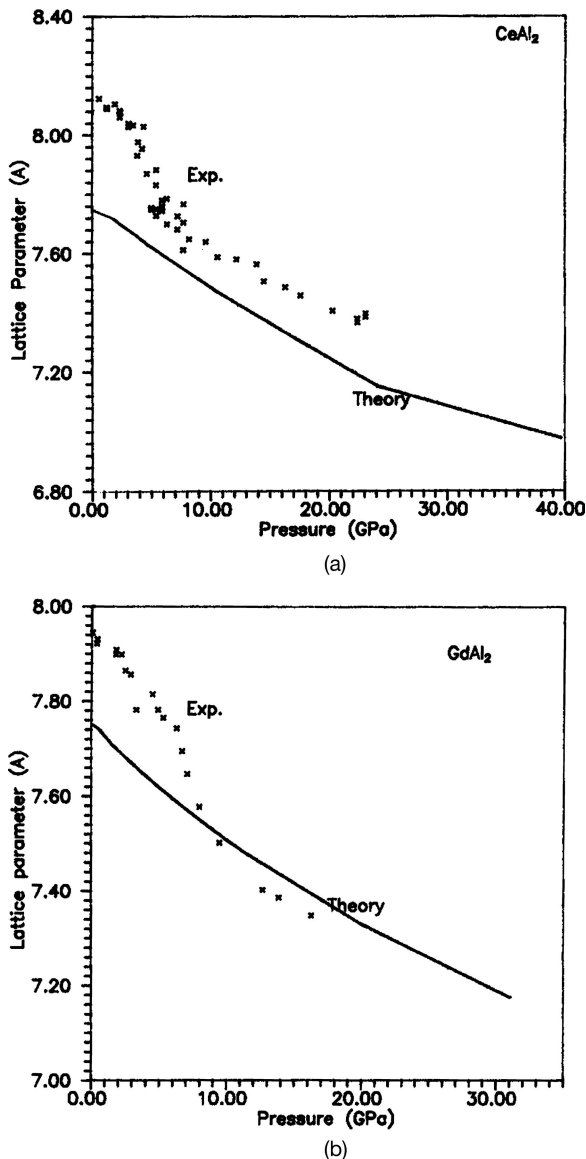 8.40
CeAl₂
8.00
Exp.
7.60
7.20
Theory
6.80
Lattice Parameter (A)
0.00 10.00 20.00 30.00 40.00
Pressure (GPa)
(a)
8.00
GdAl₂
7.80
Exp.
7.60
7.40
Theory
7.20
7.00
Lattice parameter (A)
0.00 10.00 20.00 30.00
Pressure (GPa)
(b)